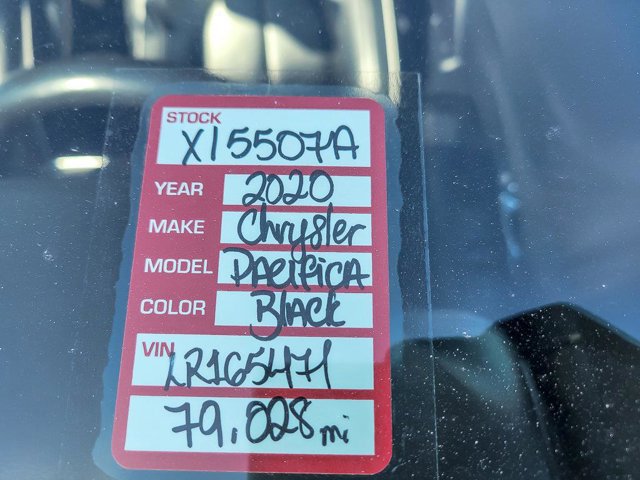 STOCK
X15507A
YEAR 2020
MAKE Chrysler
MODEL PACIFICA
COLOR BLACK
VIN LR165471
79,028 mi